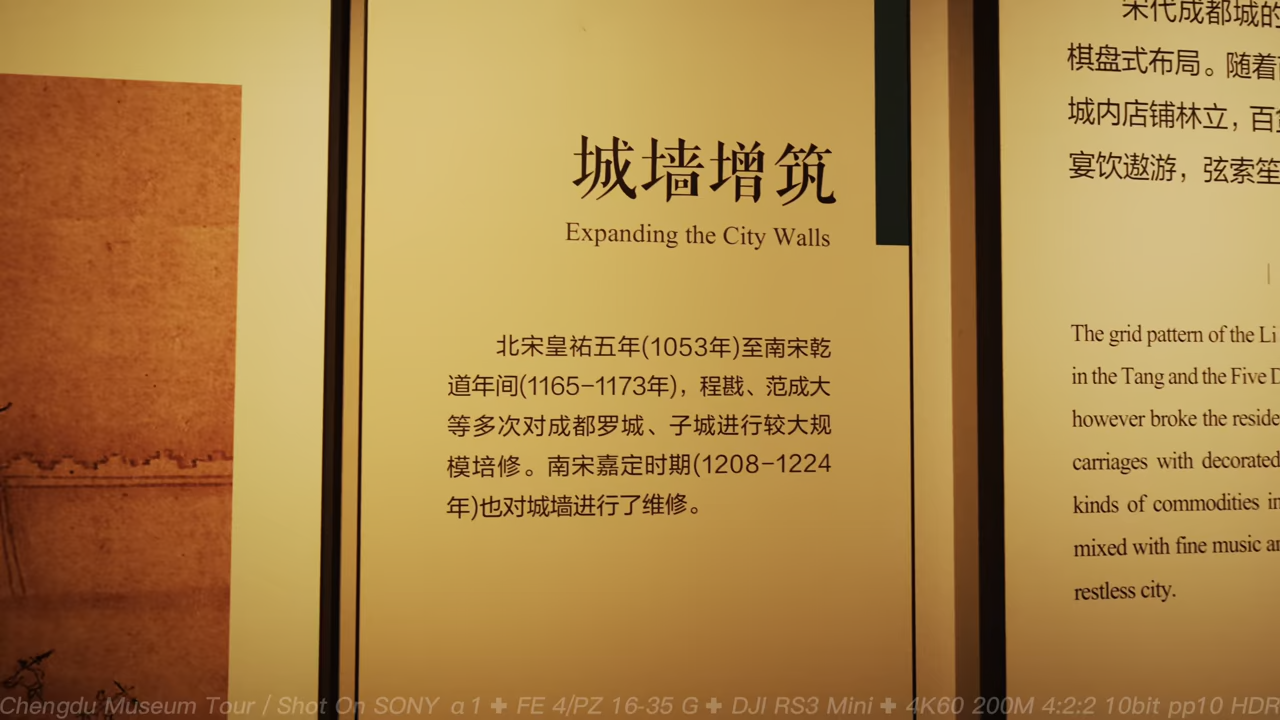 城墙增筑
Expanding the City Walls
北宋皇祐五年(1053年)至南宋乾
道年间(1165-1173年)，程戡、范成大
等多次对成都罗城、子城进行较大规
模培修。南宋嘉定时期(1208-1224
年)也对城墙进行了维修。
宋代成都城的
棋盘式布局。随着
城内店铺林立，百
宴饮遨游，弦索笙
The grid pattern of the Li
in the Tang and the Five D
however broke the reside
carriages with decorated
kinds of commodities in
mixed with fine music an
restless city.
Chengdu Museum Tour / Shot On SONY α1 ✚ FE 4/PZ 16-35 G ✚ DJI RS3 Mini ✚ 4K60 200M 4:2:2 10bit pp10 HDR